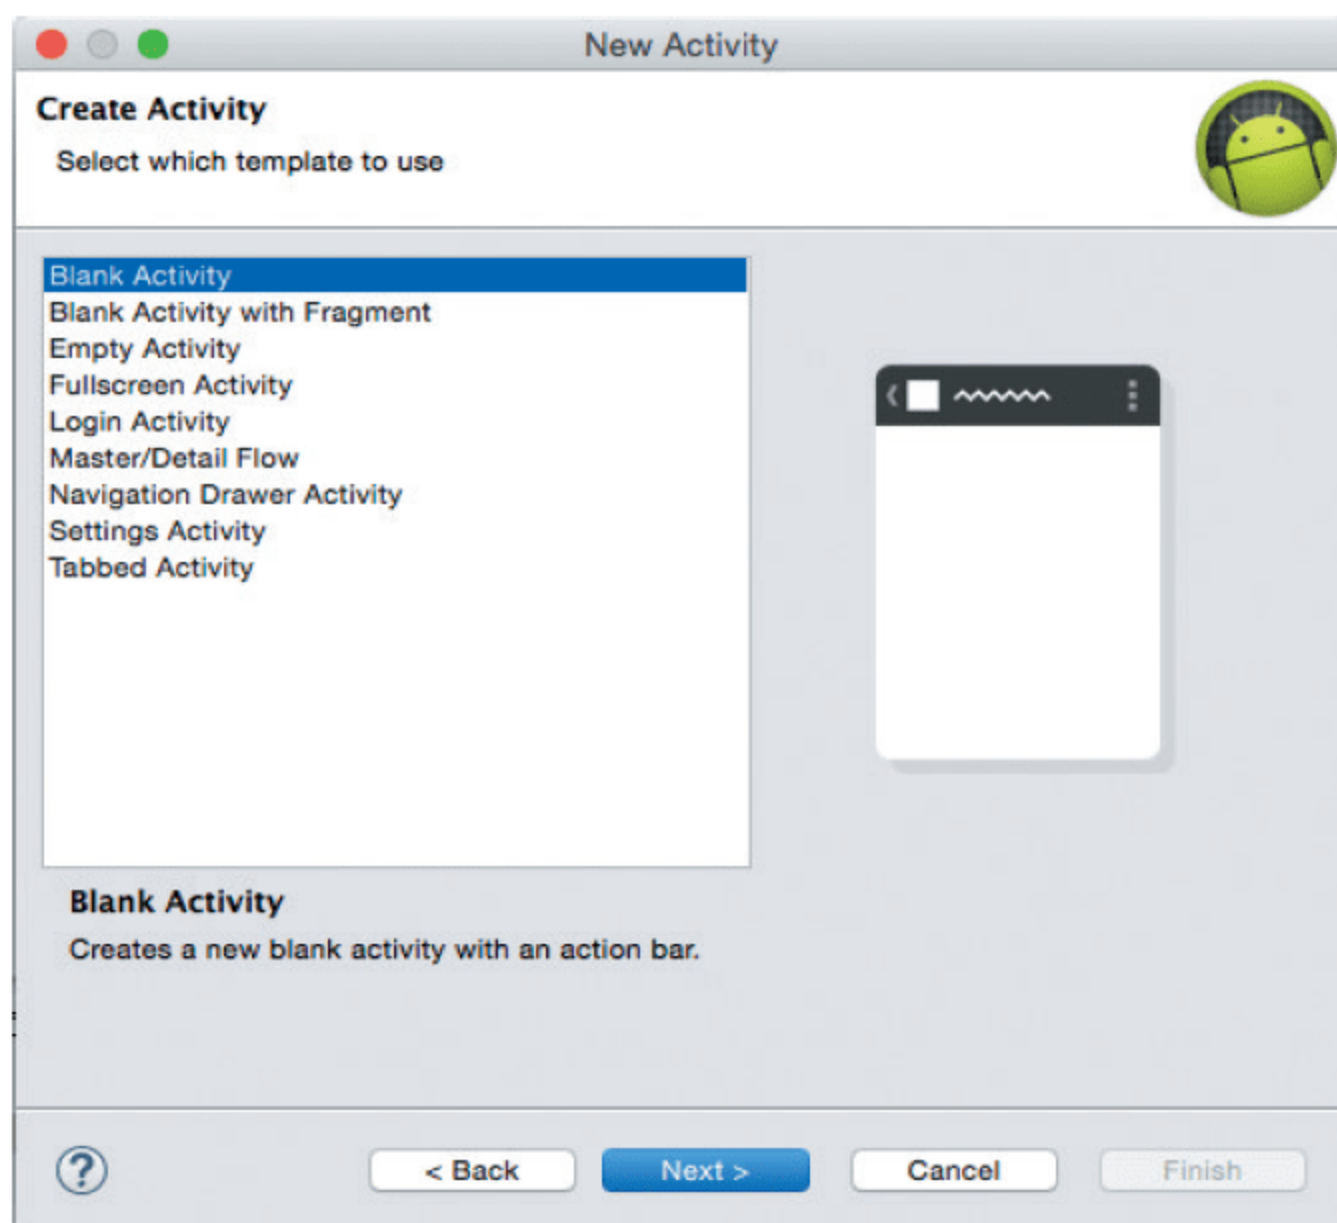 New Activity
Create Activity
Select which template to use
Blank Activity
Blank Activity with Fragment
Empty Activity
Fullscreen Activity
Login Activity
Master/Detail Flow
Navigation Drawer Activity
Settings Activity
Tabbed Activity
Blank Activity
Creates a new blank activity with an action bar.
? < Back Next > Cancel Finish